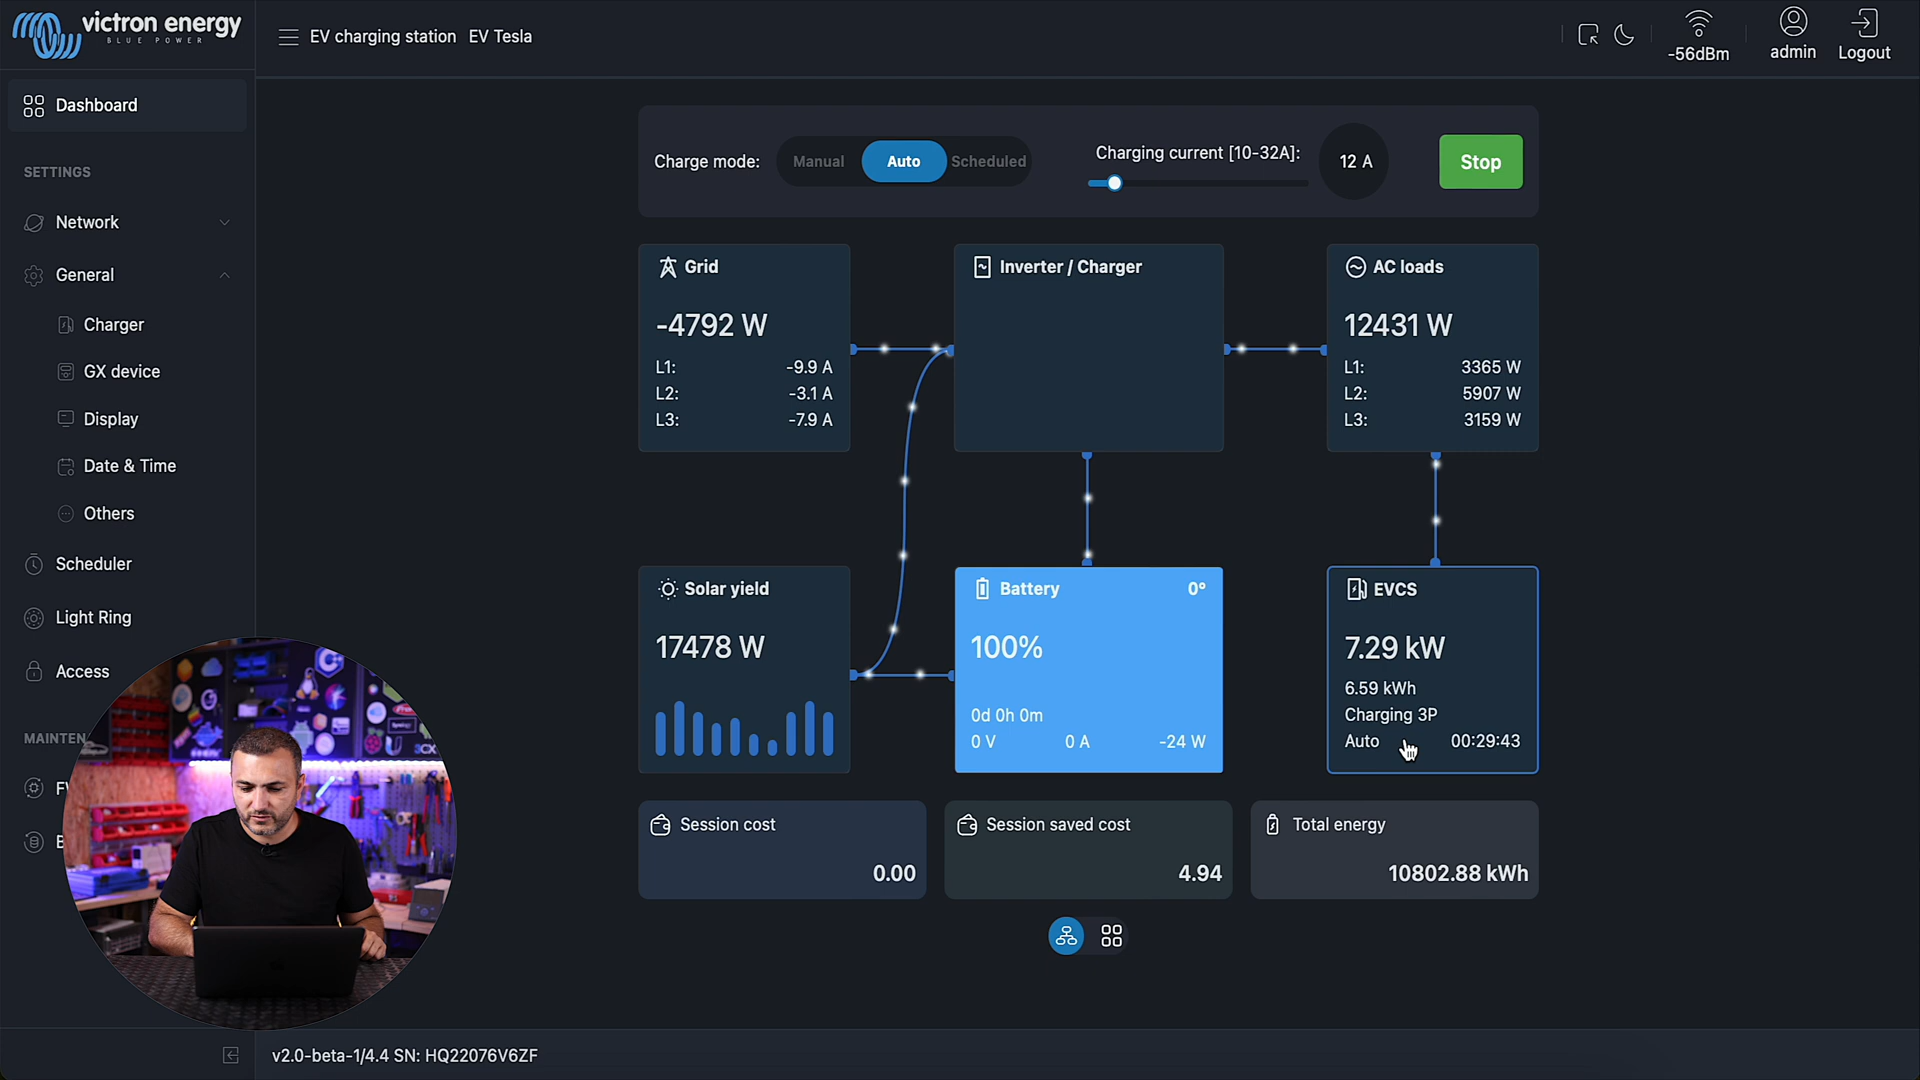 victron energy
BLUE POWER
EV charging station EV Tesla
-56dBm
admin
Logout
Dashboard
SETTINGS
Network
General
Charger
GX device
Display
Date & Time
Others
Scheduler
Light Ring
Access
MAINTEN
Charge mode:
Manual
Auto
Scheduled
Charging current [10-32A]:
12 A
Stop
Grid
-4792 W
L1: -9.9 A
L2: -3.1 A
L3: -7.9 A
Inverter / Charger
AC loads
12431 W
L1: 3365 W
L2: 5907 W
L3: 3159 W
Solar yield
17478 W
Battery 0°
100%
0d 0h 0m
0 V 0 A -24 W
EVCS
7.29 kW
6.59 kWh
Charging 3P
Auto 00:29:43
Session cost
0.00
Session saved cost
4.94
Total energy
10802.88 kWh
v2.0-beta-1/4.4 SN: HQ22076V6ZF